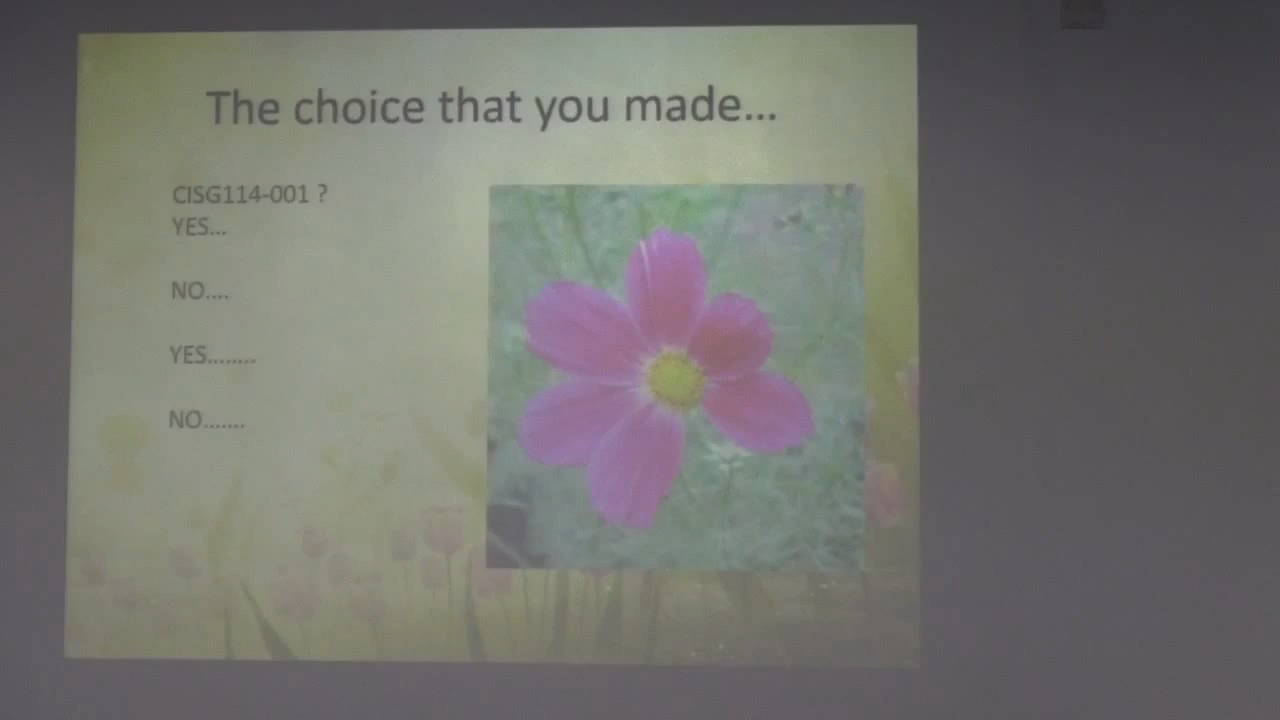 The choice that you made...
CISG114-001 ?
YES...
NO....
YES........
NO.......